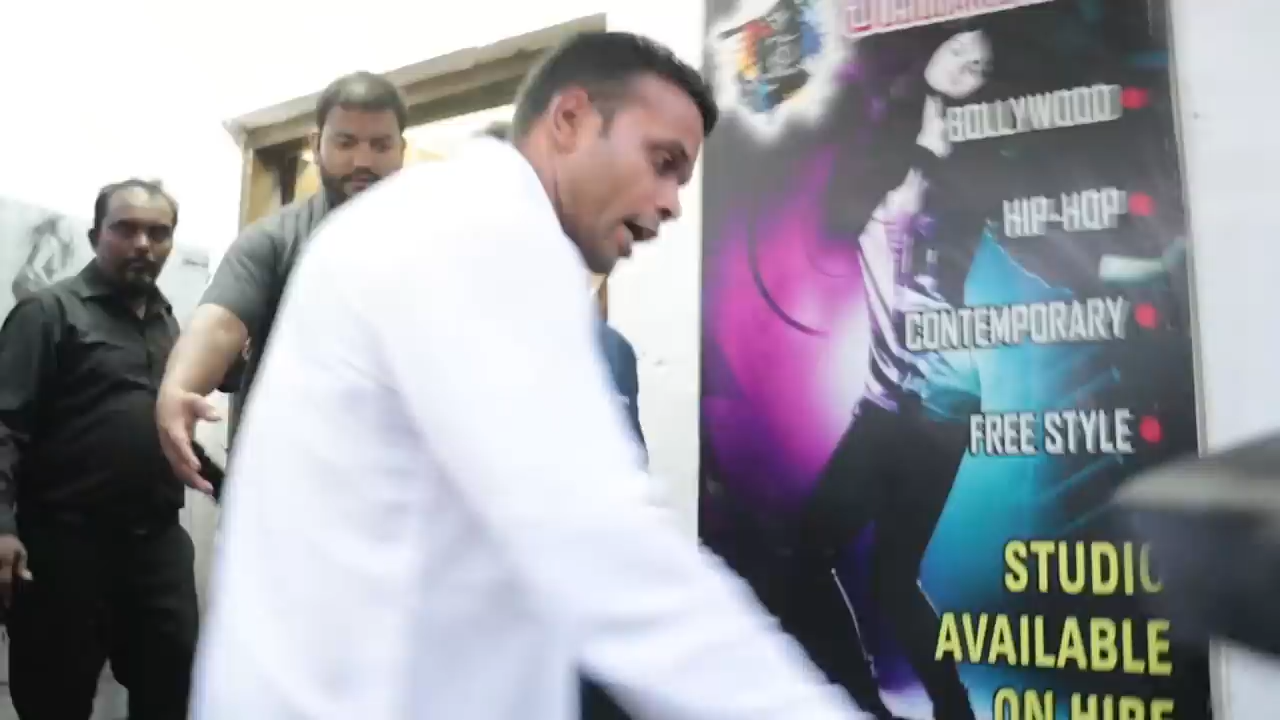 BOLLYWOOD
HIP-HOP
CONTEMPORARY
FREE STYLE
STUDIO
AVAILABLE
ON HIRE